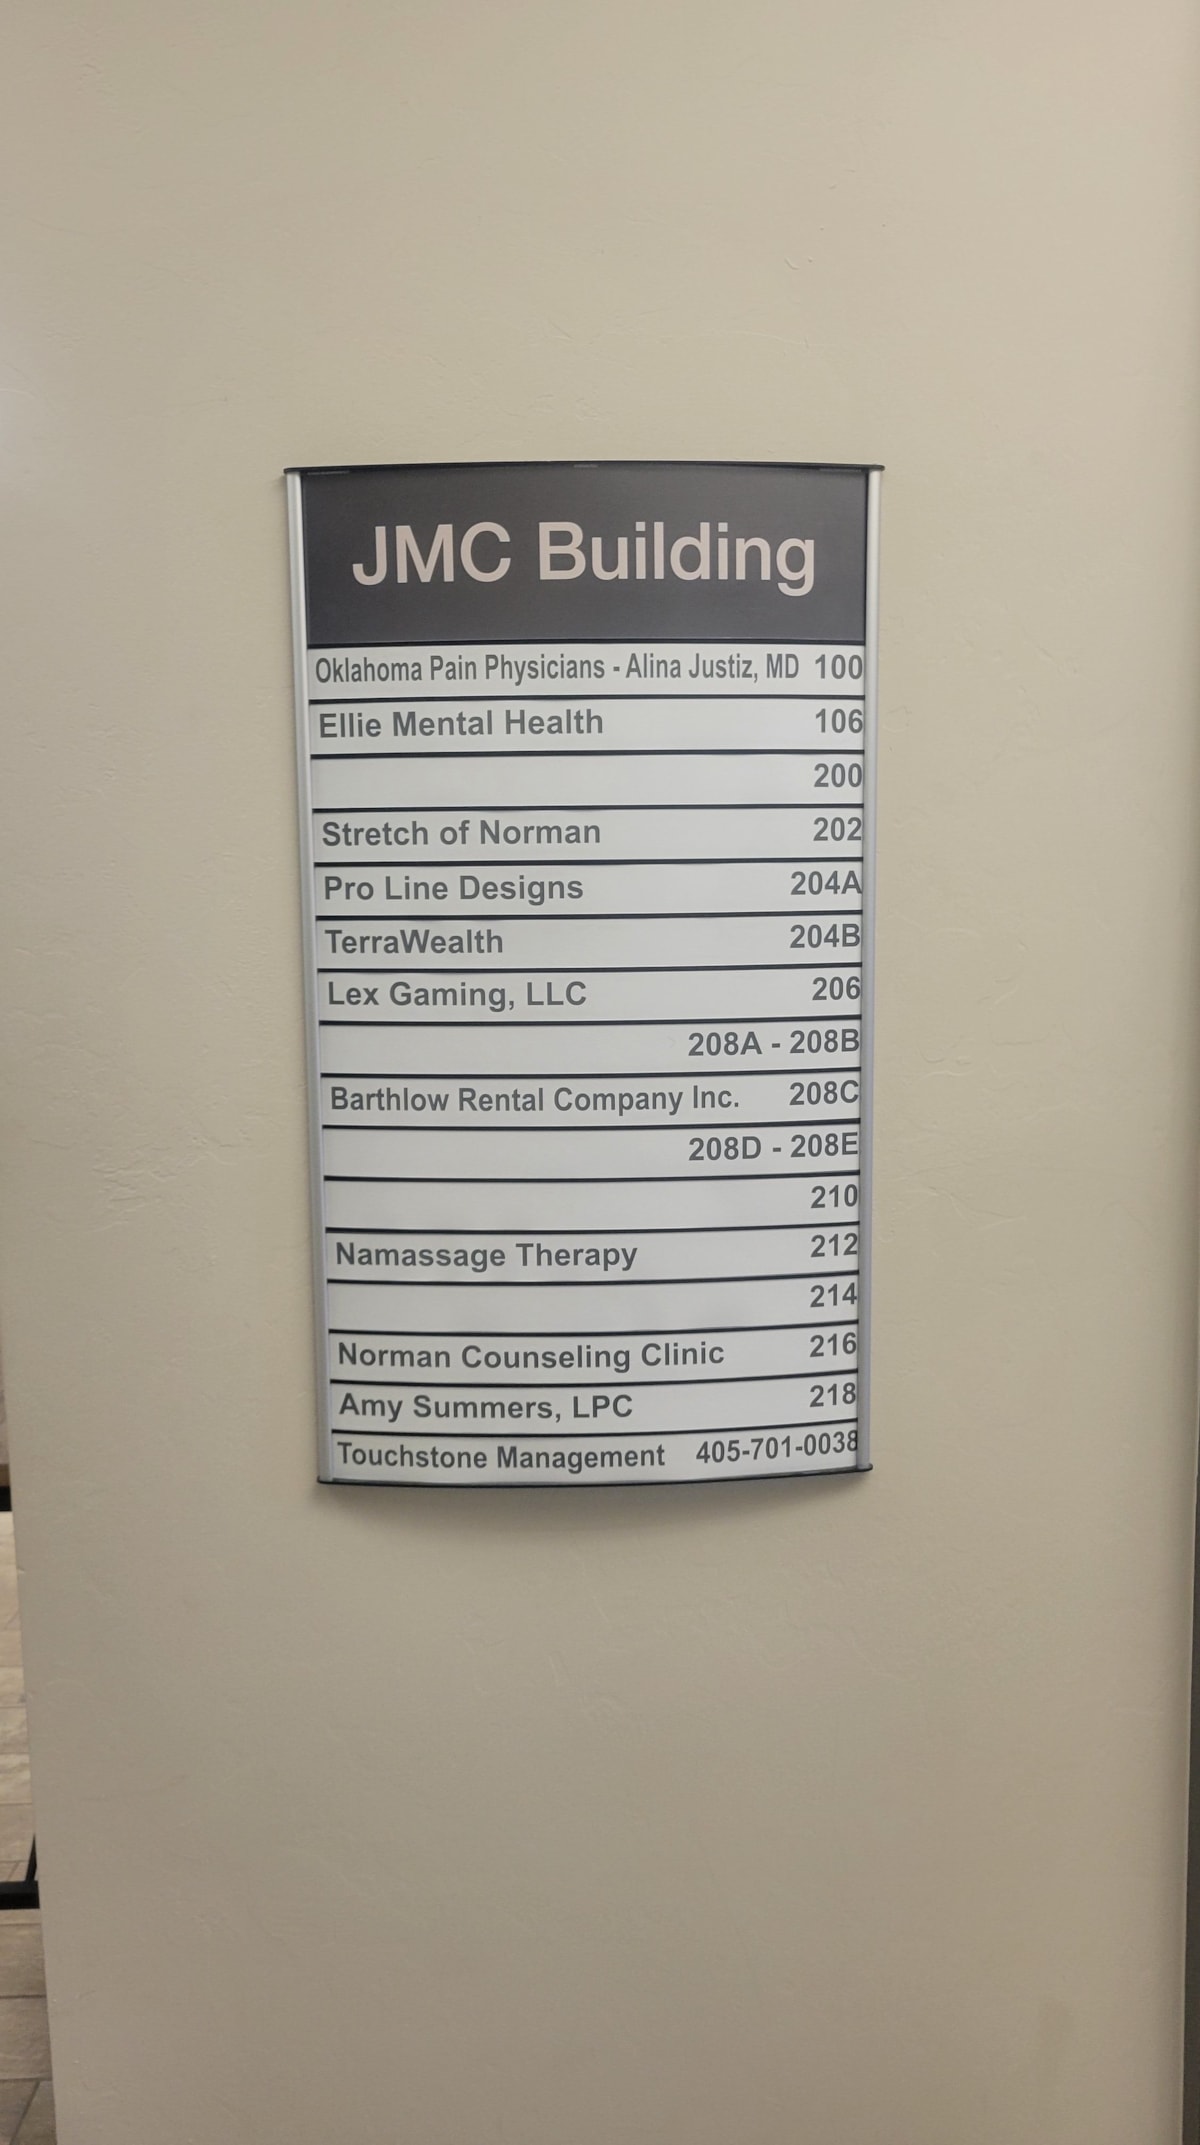 JMC Building
Oklahoma Pain Physicians - Alina Justiz, MD 100
Ellie Mental Health 106
200
Stretch of Norman 202
Pro Line Designs 204A
TerraWealth 204B
Lex Gaming, LLC 206
208A - 208B
Barthlow Rental Company Inc. 208C
208D - 208E
210
Namassage Therapy 212
214
Norman Counseling Clinic 216
Amy Summers, LPC 218
Touchstone Management 405-701-0038